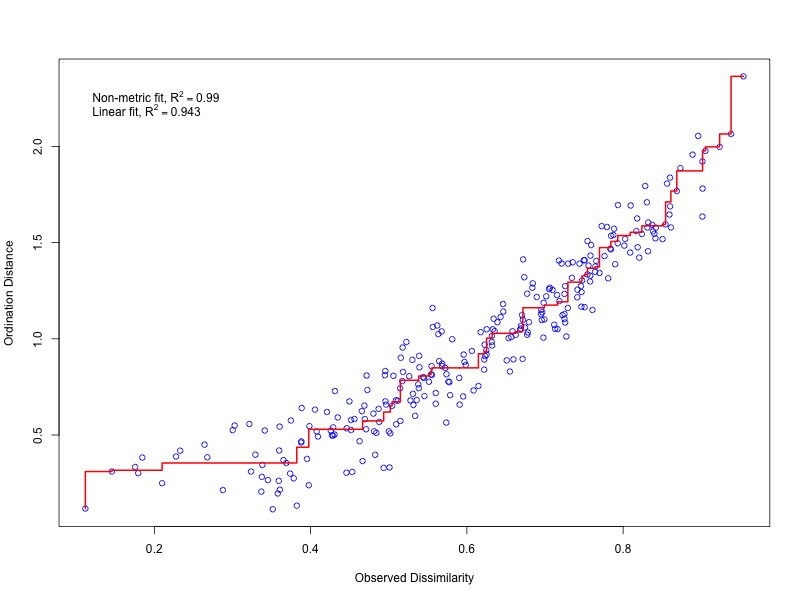 Non-metric fit, R² = 0.99
Linear fit, R² = 0.943
Ordination Distance
2.0
1.5
1.0
0.5
0.2 0.4 0.6 0.8
Observed Dissimilarity